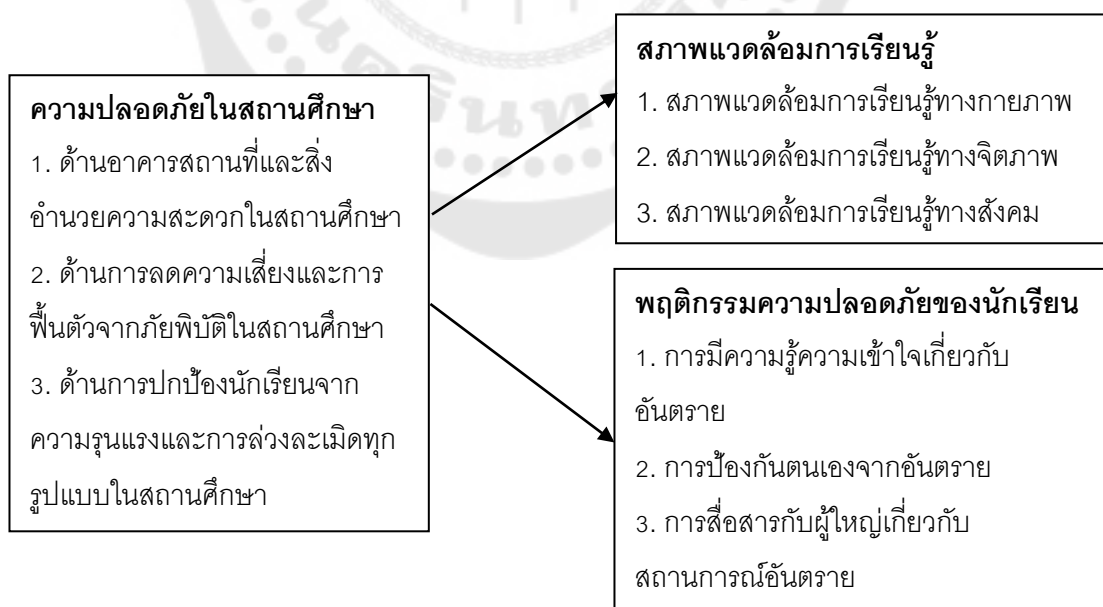 ความปลอดภัยในสถานศึกษา
1. ด้านอาคารสถานที่และสิ่ง
อำนวยความสะดวกในสถานศึกษา
2. ด้านการลดความเสี่ยงและการ
ฟื้นตัวจากภัยพิบัติในสถานศึกษา
3. ด้านการปกป้องนักเรียนจาก
ความรุนแรงและการล่วงละเมิดทุก
รูปแบบในสถานศึกษา
สภาพแวดล้อมการเรียนรู้
1. สภาพแวดล้อมการเรียนรู้ทางกายภาพ
2. สภาพแวดล้อมการเรียนรู้ทางจิตภาพ
3. สภาพแวดล้อมการเรียนรู้ทางสังคม
พฤติกรรมความปลอดภัยของนักเรียน
1. การมีความรู้ความเข้าใจเกี่ยวกับ
อันตราย
2. การป้องกันตนเองจากอันตราย
3. การสื่อสารกับผู้ใหญ่เกี่ยวกับ
สถานการณ์อันตราย